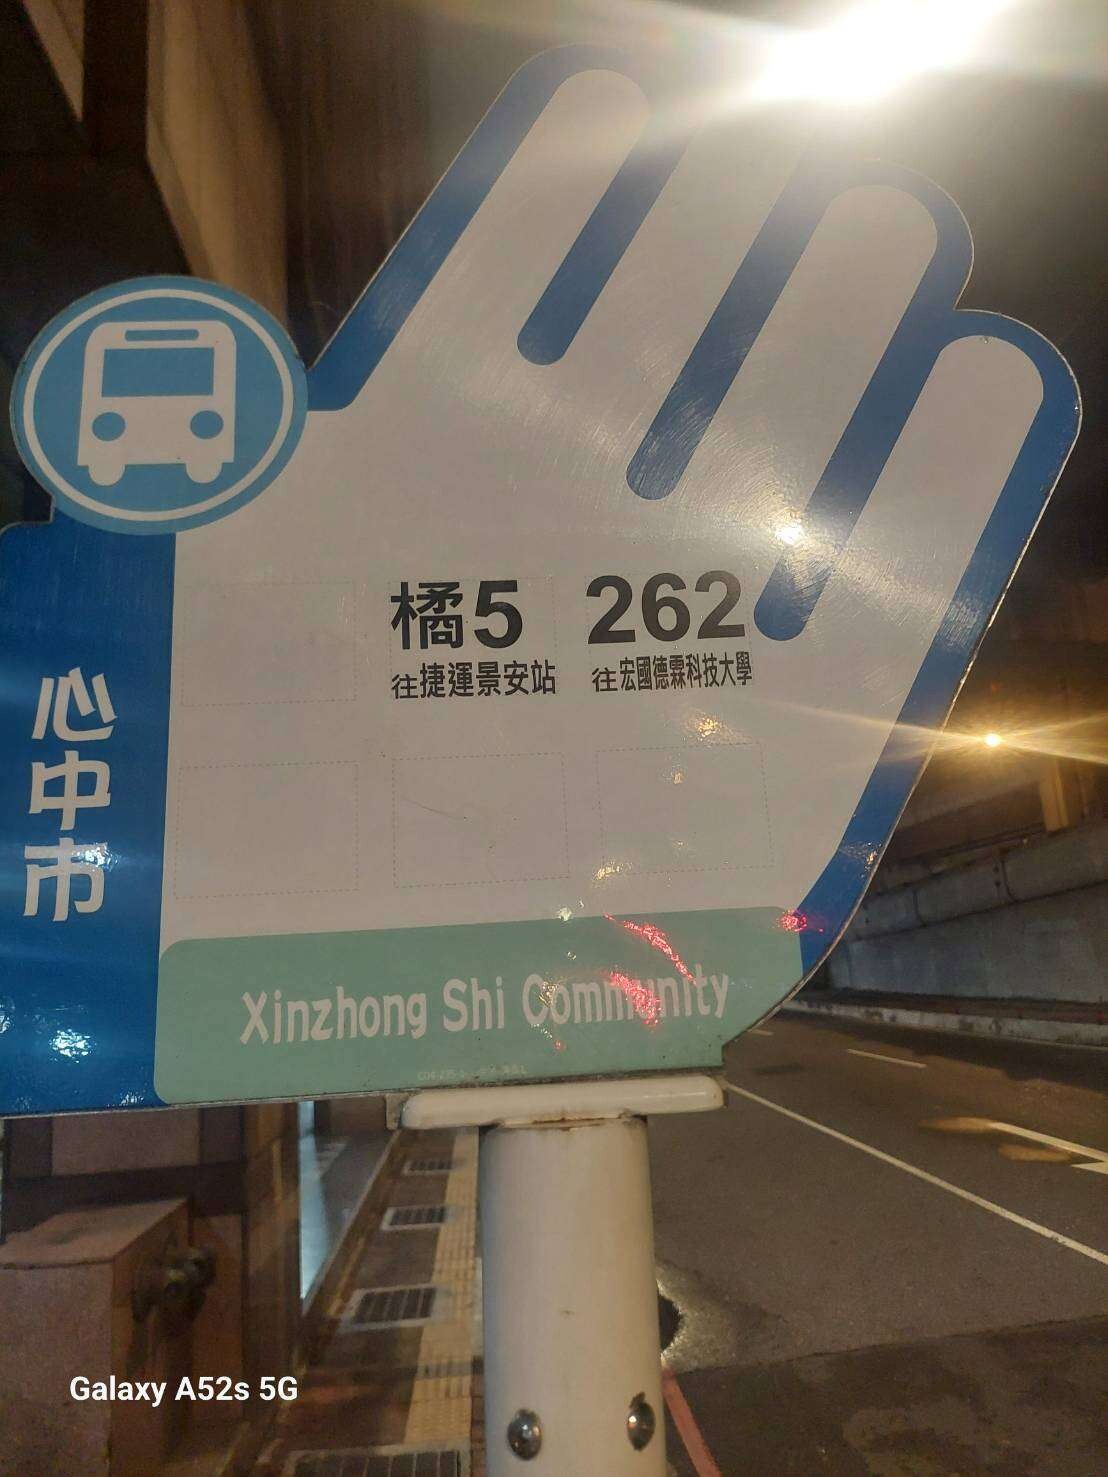 心中市
橘5
往捷運景安站
262
往宏國德霖科技大學
Xinzhong Shi Community
Galaxy A52s 5G